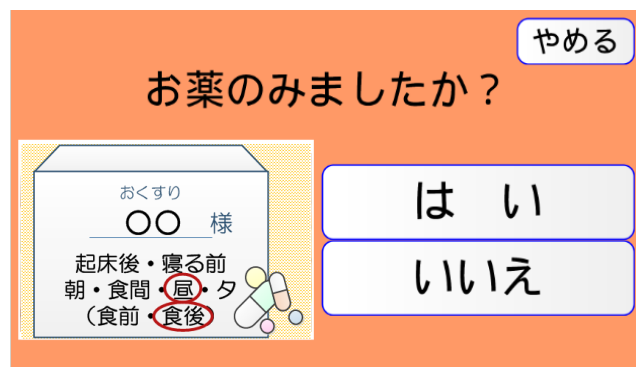 やめる
お薬のみましたか？
おくすり
〇〇 様
起床後・寝る前
朝・食間・昼・夕
（食前・食後）
は い
いいえ